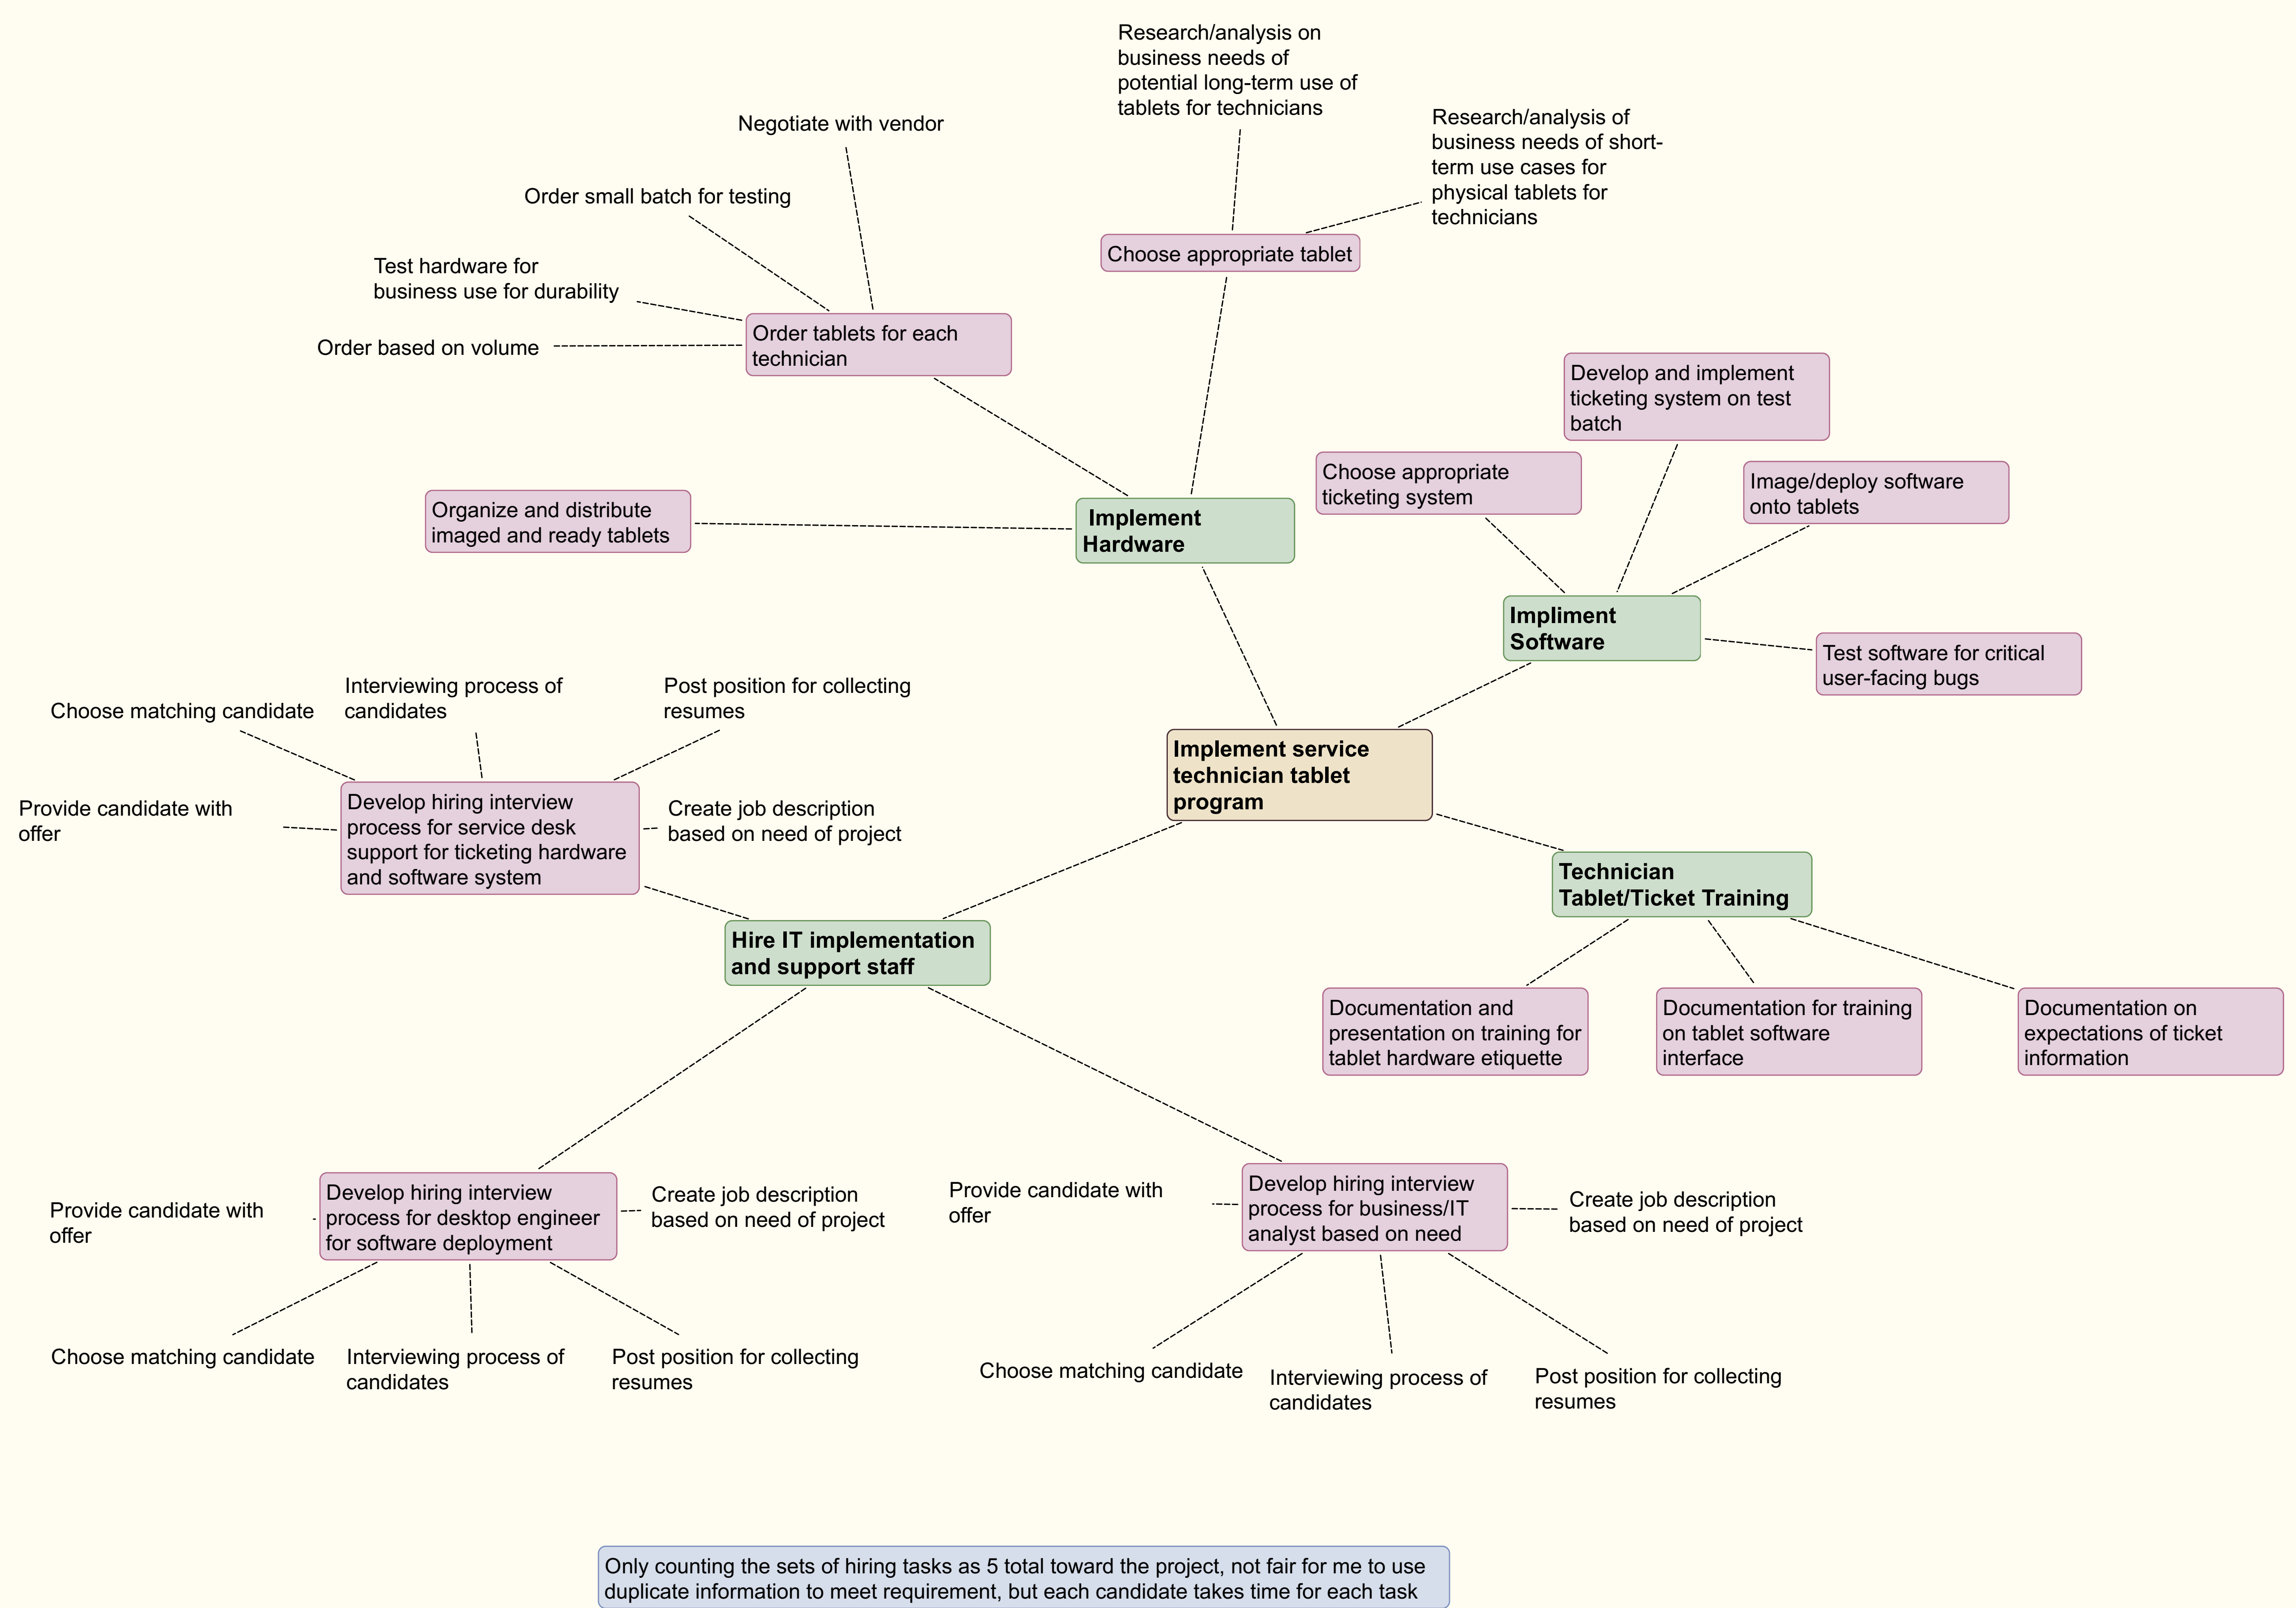 Research/analysis on
business needs of
potential long-term use of
tablets for technicians
Research/analysis of
business needs of short-
term use cases for
physical tablets for
technicians
Negotiate with vendor
Order small batch for testing
Test hardware for
business use for durability
Order based on volume
Choose appropriate tablet
Order tablets for each
technician
Develop and implement
ticketing system on test
batch
Choose appropriate
ticketing system
Image/deploy software
onto tablets
Organize and distribute
imaged and ready tablets
Implement
Hardware
Impliment
Software
Test software for critical
user-facing bugs
Choose matching candidate
Interviewing process of
candidates
Post position for collecting
resumes
Implement service
technician tablet
program
Provide candidate with
offer
Develop hiring interview
process for service desk
support for ticketing hardware
and software system
Create job description
based on need of project
Technician
Tablet/Ticket Training
Hire IT implementation
and support staff
Documentation and
presentation on training for
tablet hardware etiquette
Documentation for training
on tablet software
interface
Documentation on
expectations of ticket
information
Provide candidate with
offer
Develop hiring interview
process for desktop engineer
for software deployment
Create job description
based on need of project
Provide candidate with
offer
Develop hiring interview
process for business/IT
analyst based on need
Create job description
based on need of project
Choose matching candidate
Interviewing process of
candidates
Post position for collecting
resumes
Choose matching candidate
Interviewing process of
candidates
Post position for collecting
resumes
Only counting the sets of hiring tasks as 5 total toward the project, not fair for me to use
duplicate information to meet requirement, but each candidate takes time for each task